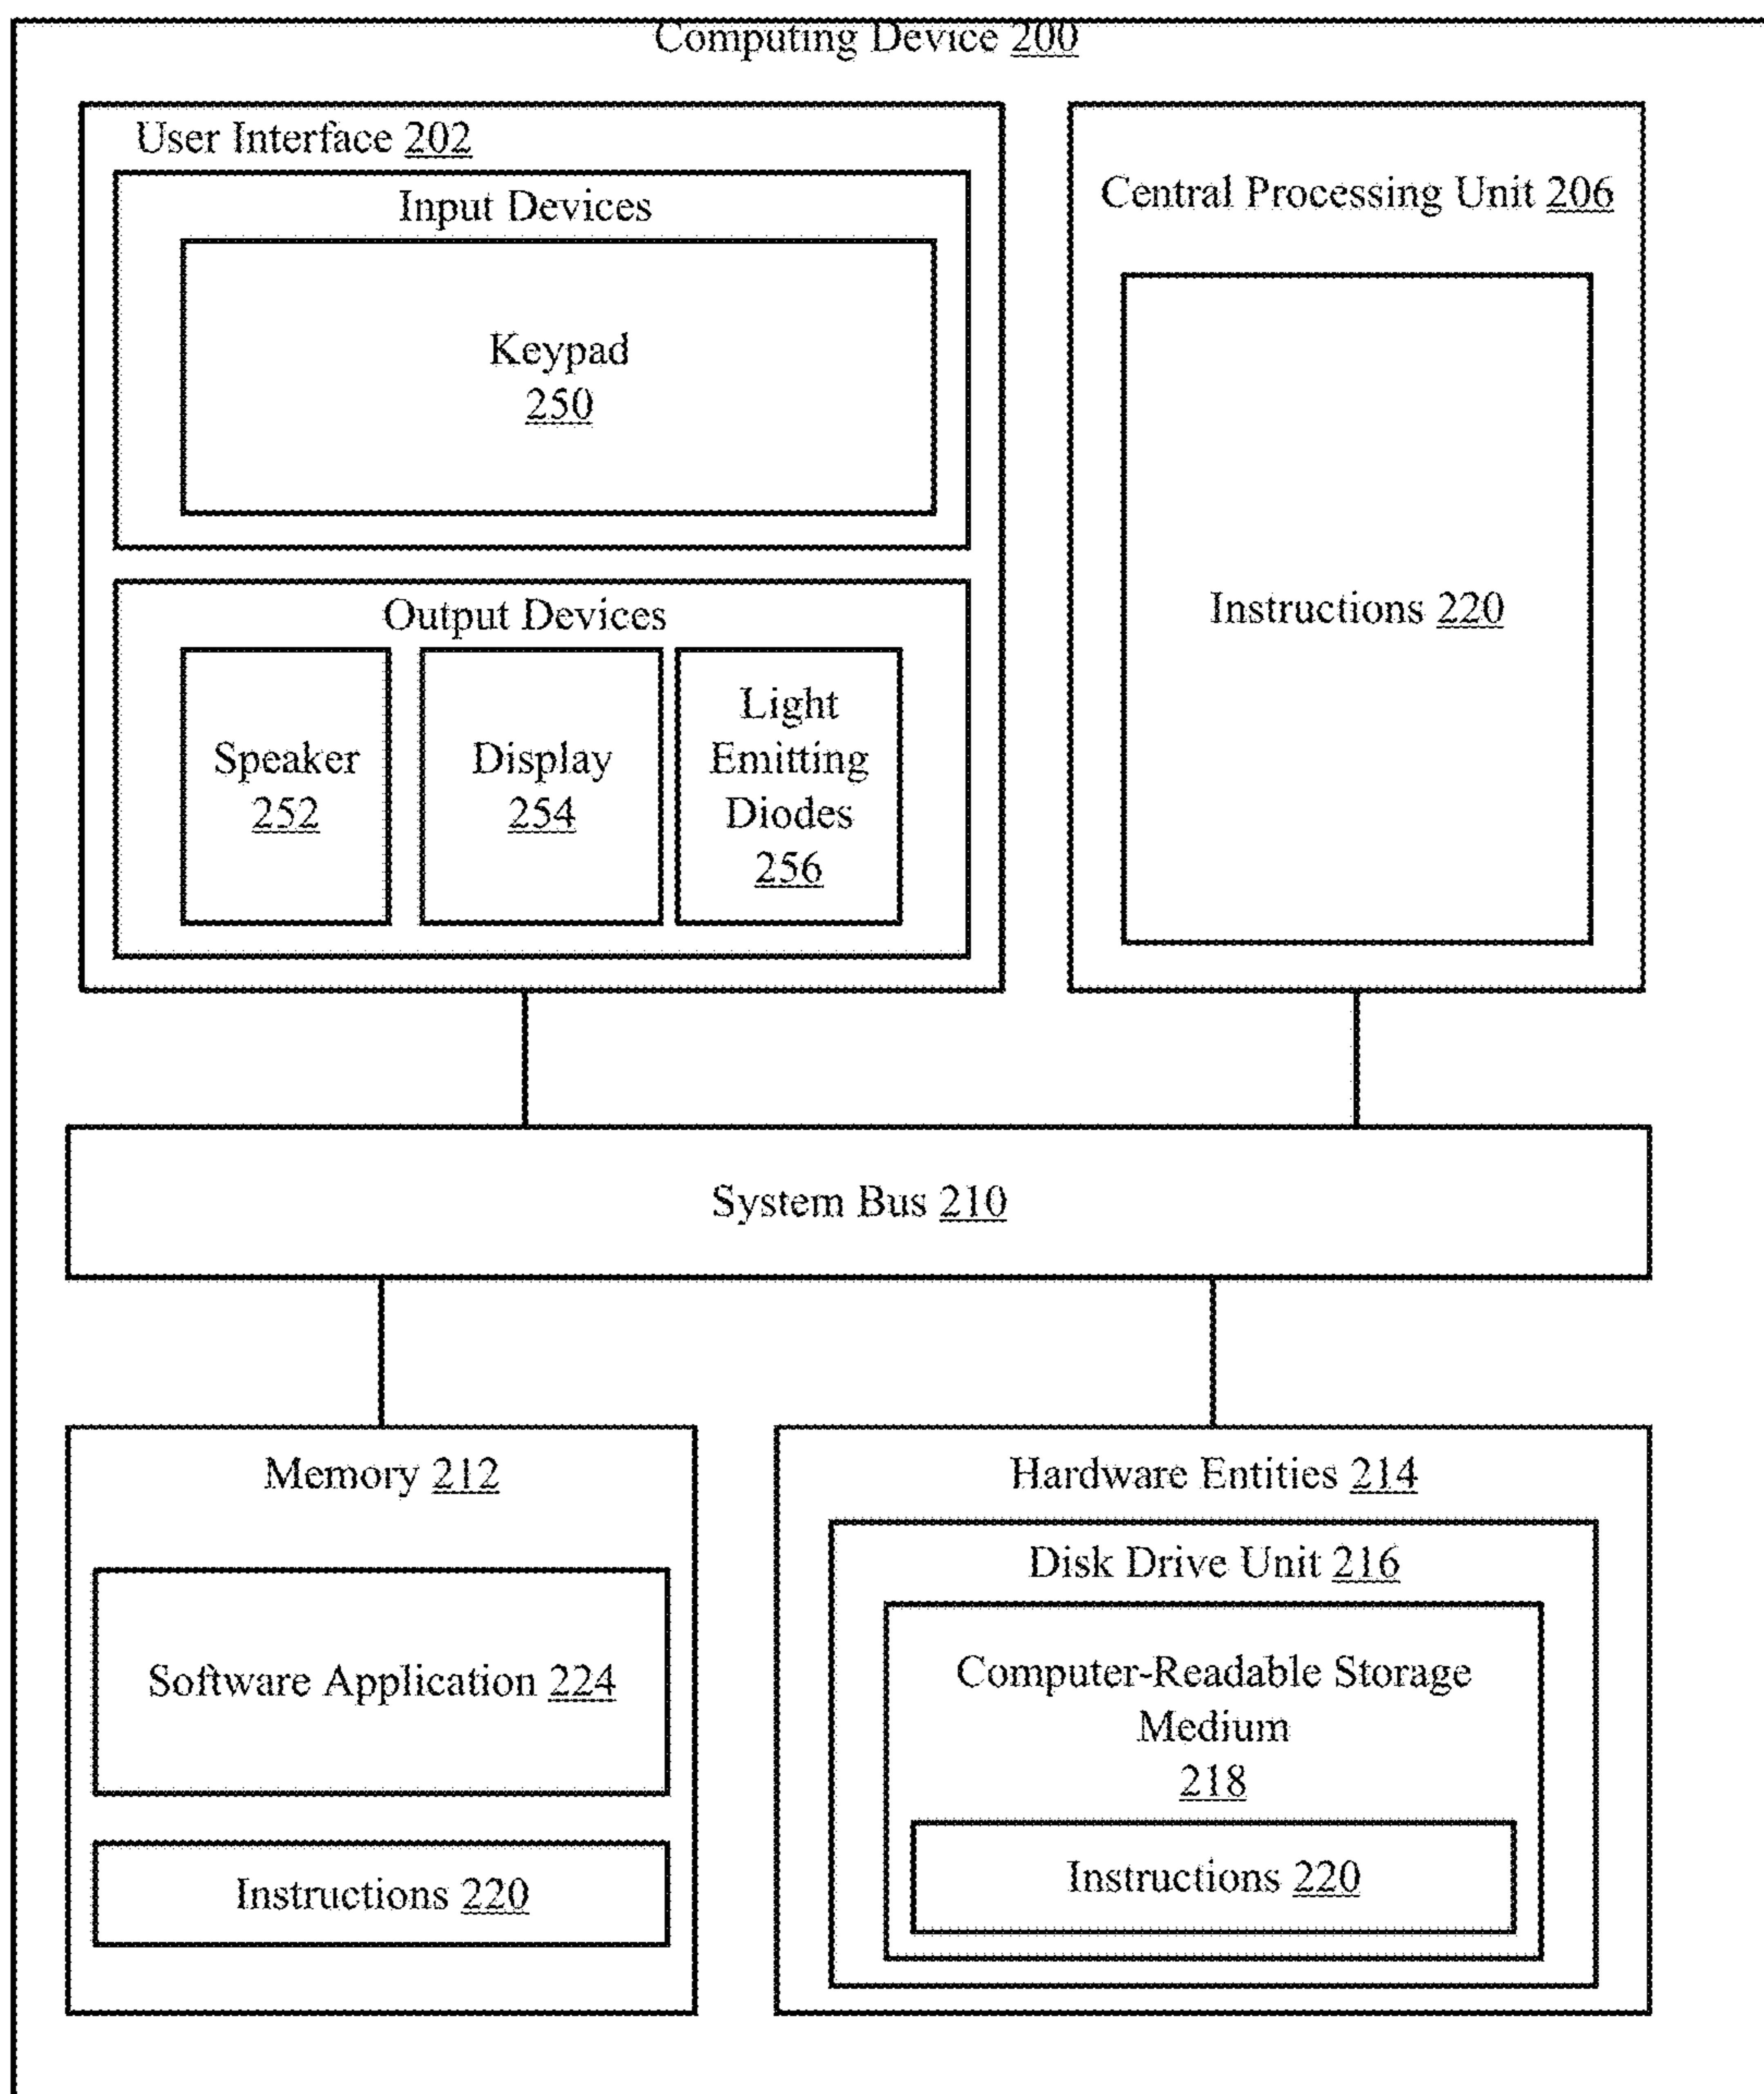 Computing Device 200
User Interface 202
Input Devices
Keypad
250
Output Devices
Speaker
252
Display
254
Light
Emitting
Diodes
256
Central Processing Unit 206
Instructions 220
System Bus 210
Memory 212
Software Application 224
Instructions 220
Hardware Entities 214
Disk Drive Unit 216
Computer-Readable Storage
Medium
218
Instructions 220